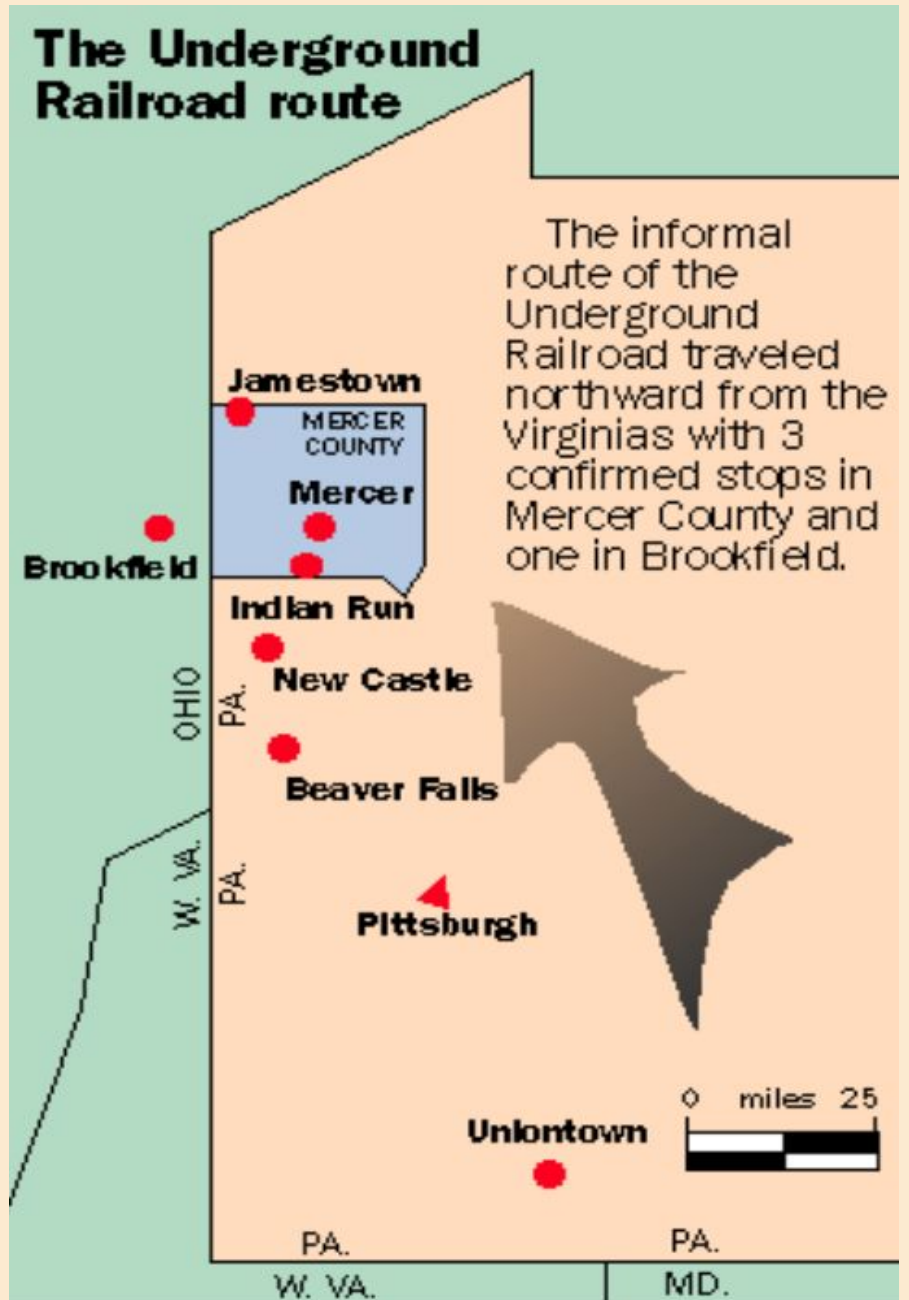 The Underground
Railroad route
The informal
route of the
Underground
Railroad traveled
northward from the
Virginias with 3
confirmed stops in
Mercer County and
one in Brookfield.
Jamestown
MERCER
COUNTY
Mercer
Brookfield
Indian Run
New Castle
OHIO
PA.
Beaver Falls
W. VA.
PA.
Pittsburgh
0 miles 25
Uniontown
PA.
PA.
W. VA.
MD.